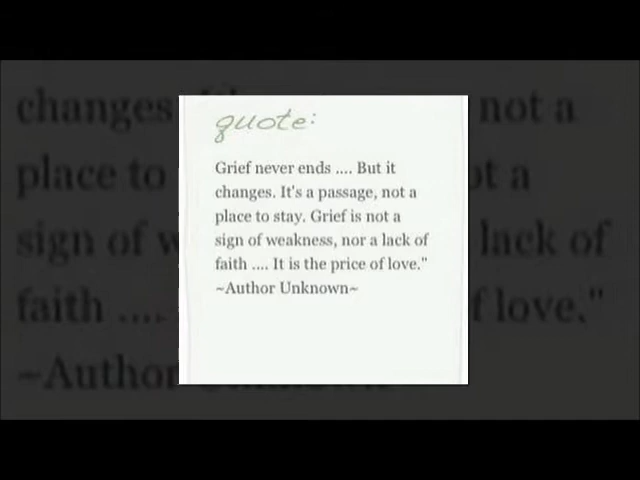 quote:
Grief never ends .... But it
changes. It's a passage, not a
place to stay. Grief is not a
sign of weakness, nor a lack of
faith .... It is the price of love."
~Author Unknown~